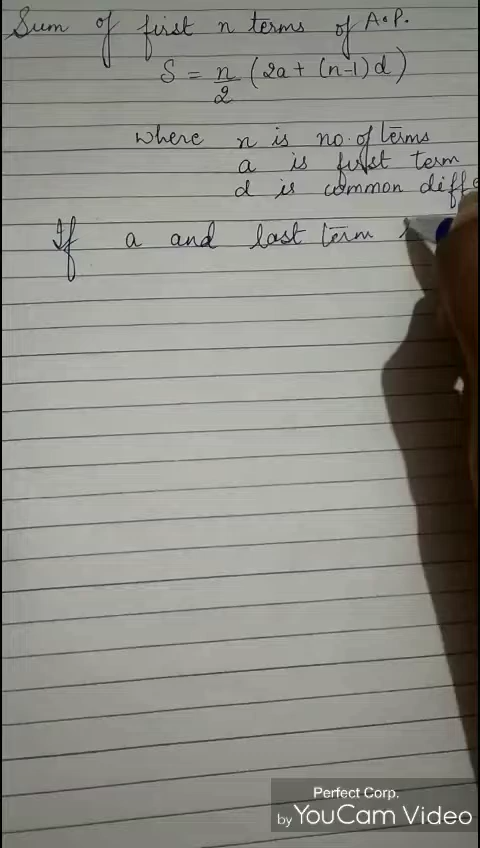 Sum of first n terms of A.P.
S = n/2 (2a + (n-1)d)
where n is no. of terms
a is first term
d is common diff
If a and last term
Perfect Corp.
by YouCam Video